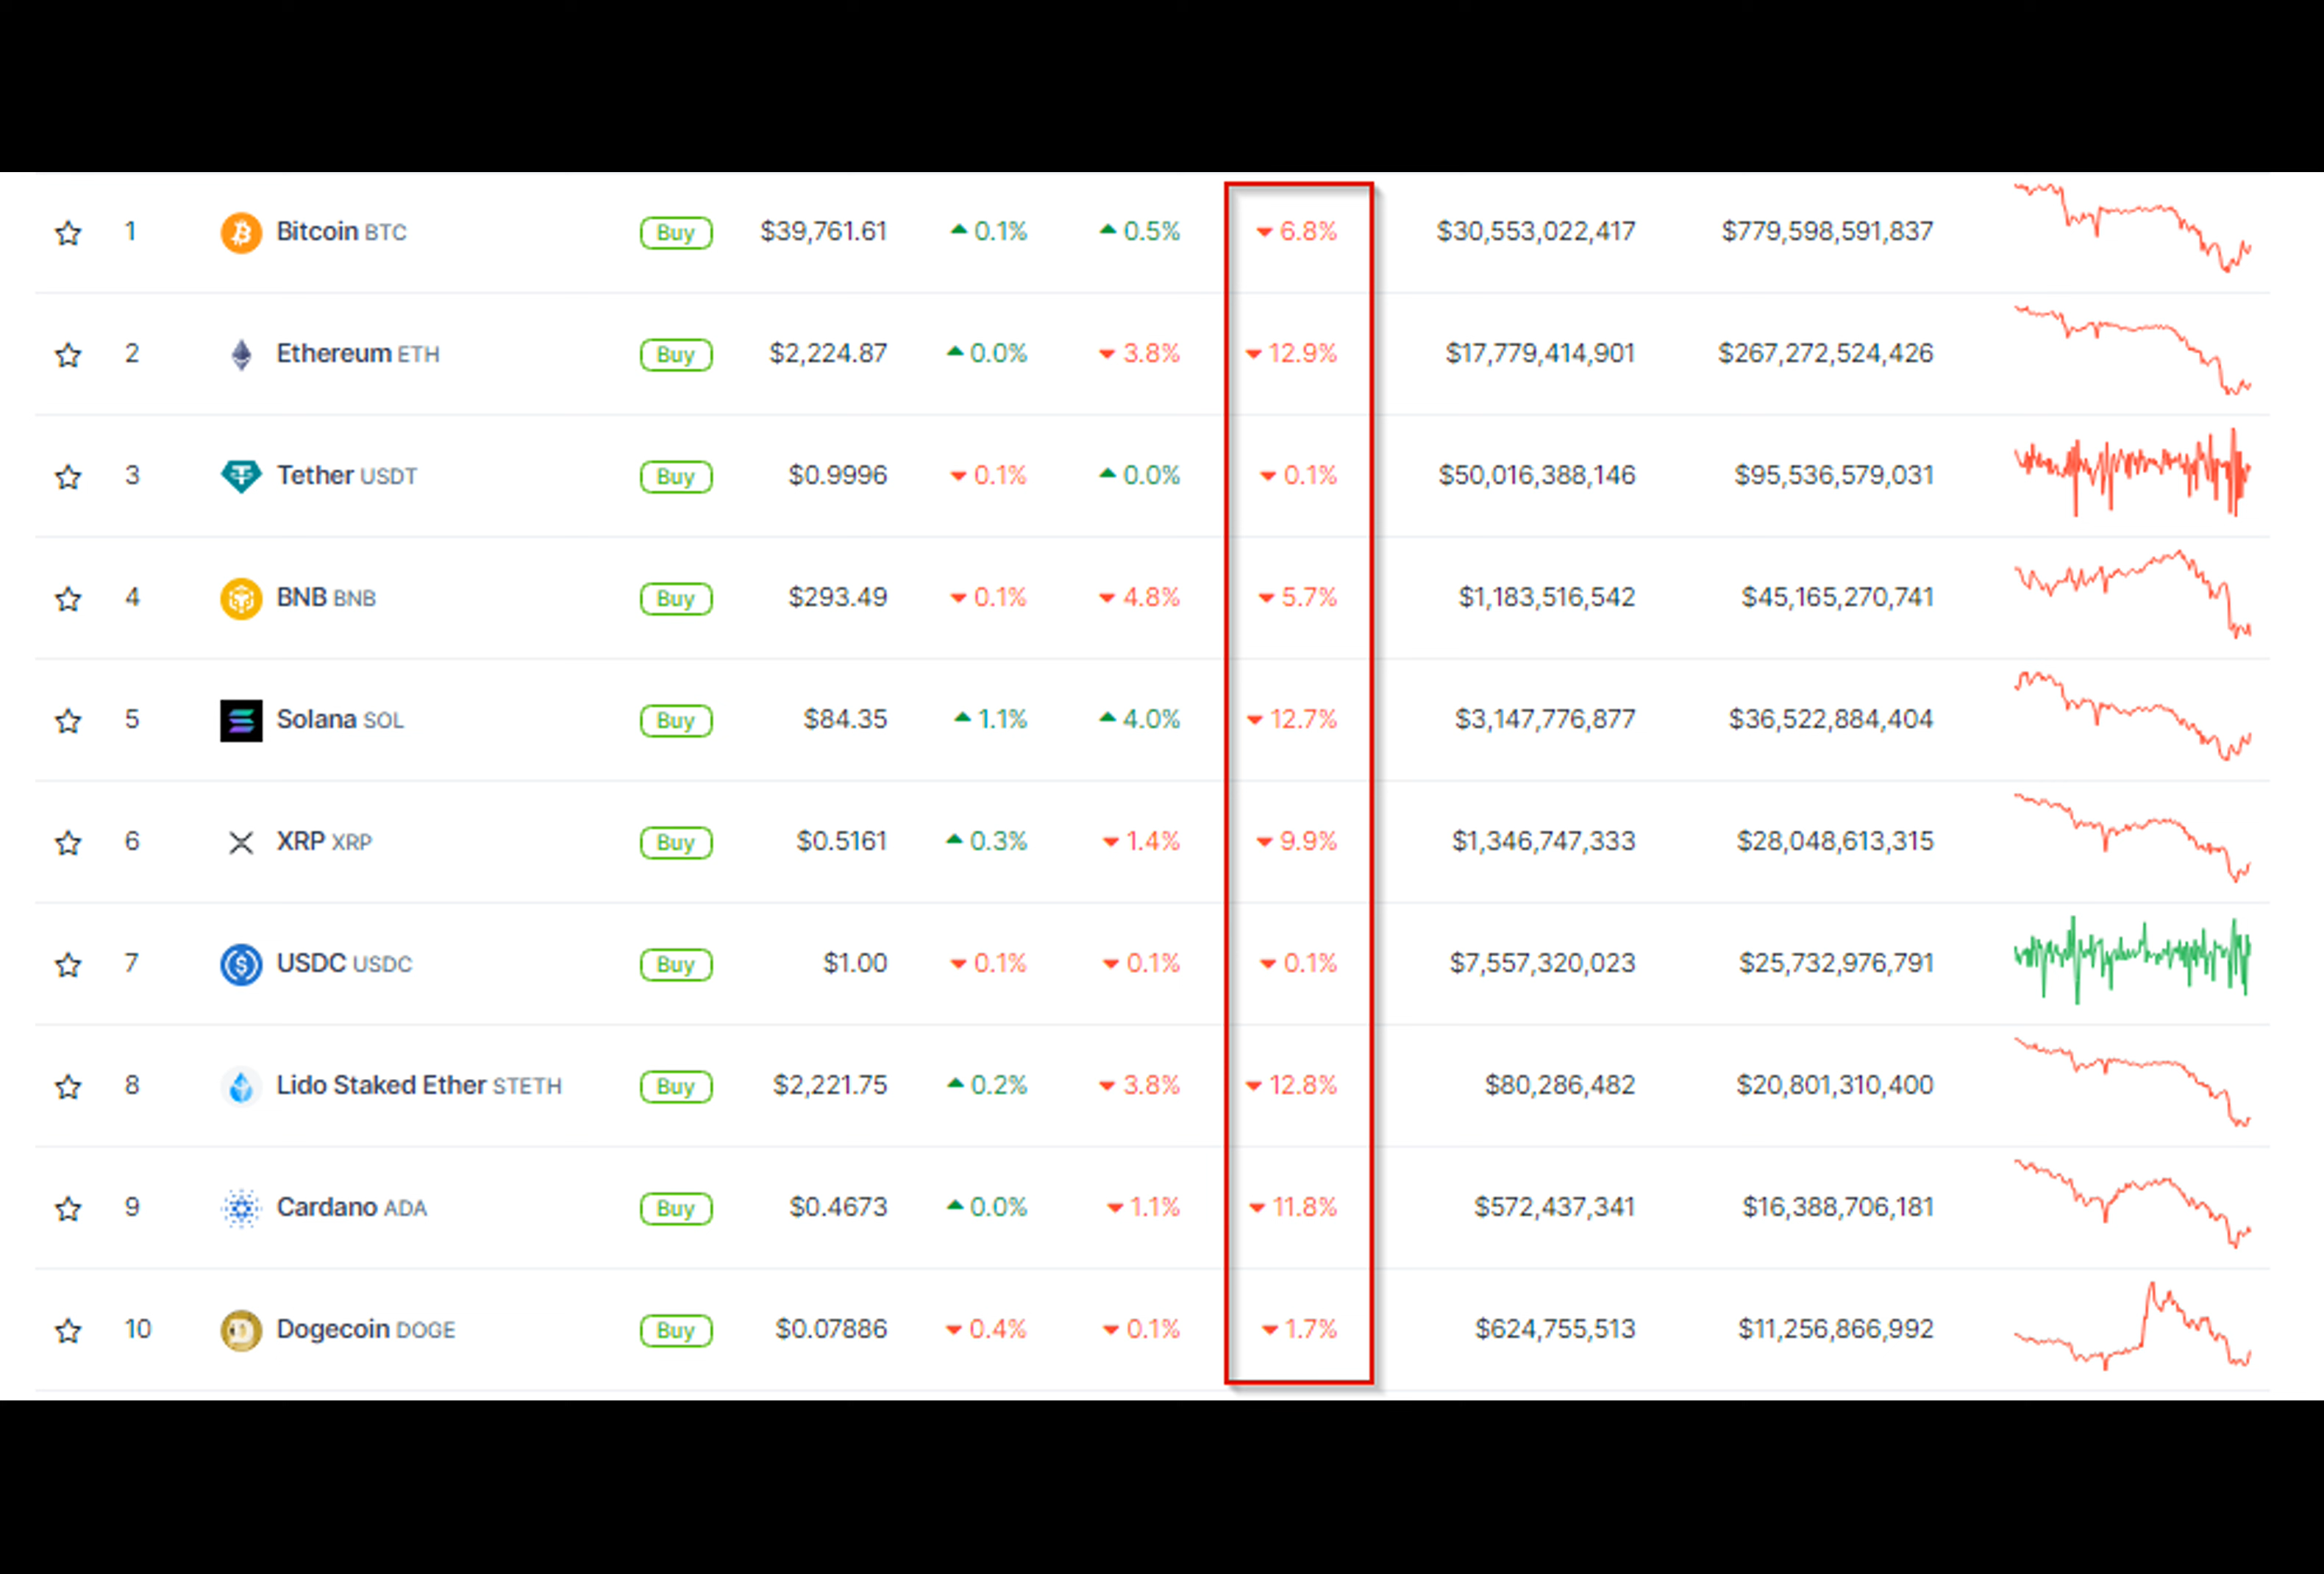 1 Bitcoin BTC Buy $39,761.61 0.1% 0.5% 6.8% $30,553,022,417 $779,598,591,837
2 Ethereum ETH Buy $2,224.87 0.0% 3.8% 12.9% $17,779,414,901 $267,272,524,426
3 Tether USDT Buy $0.9996 0.1% 0.0% 0.1% $50,016,388,146 $95,536,579,031
4 BNB BNB Buy $293.49 0.1% 4.8% 5.7% $1,183,516,542 $45,165,270,741
5 Solana SOL Buy $84.35 1.1% 4.0% 12.7% $3,147,776,877 $36,522,884,404
6 XRP XRP Buy $0.5161 0.3% 1.4% 9.9% $1,346,747,333 $28,048,613,315
7 USDC USDC Buy $1.00 0.1% 0.1% 0.1% $7,557,320,023 $25,732,976,791
8 Lido Staked Ether STETH Buy $2,221.75 0.2% 3.8% 12.8% $80,286,482 $20,801,310,400
9 Cardano ADA Buy $0.4673 0.0% 1.1% 11.8% $572,437,341 $16,388,706,181
10 Dogecoin DOGE Buy $0.07886 0.4% 0.1% 1.7% $624,755,513 $11,256,866,992